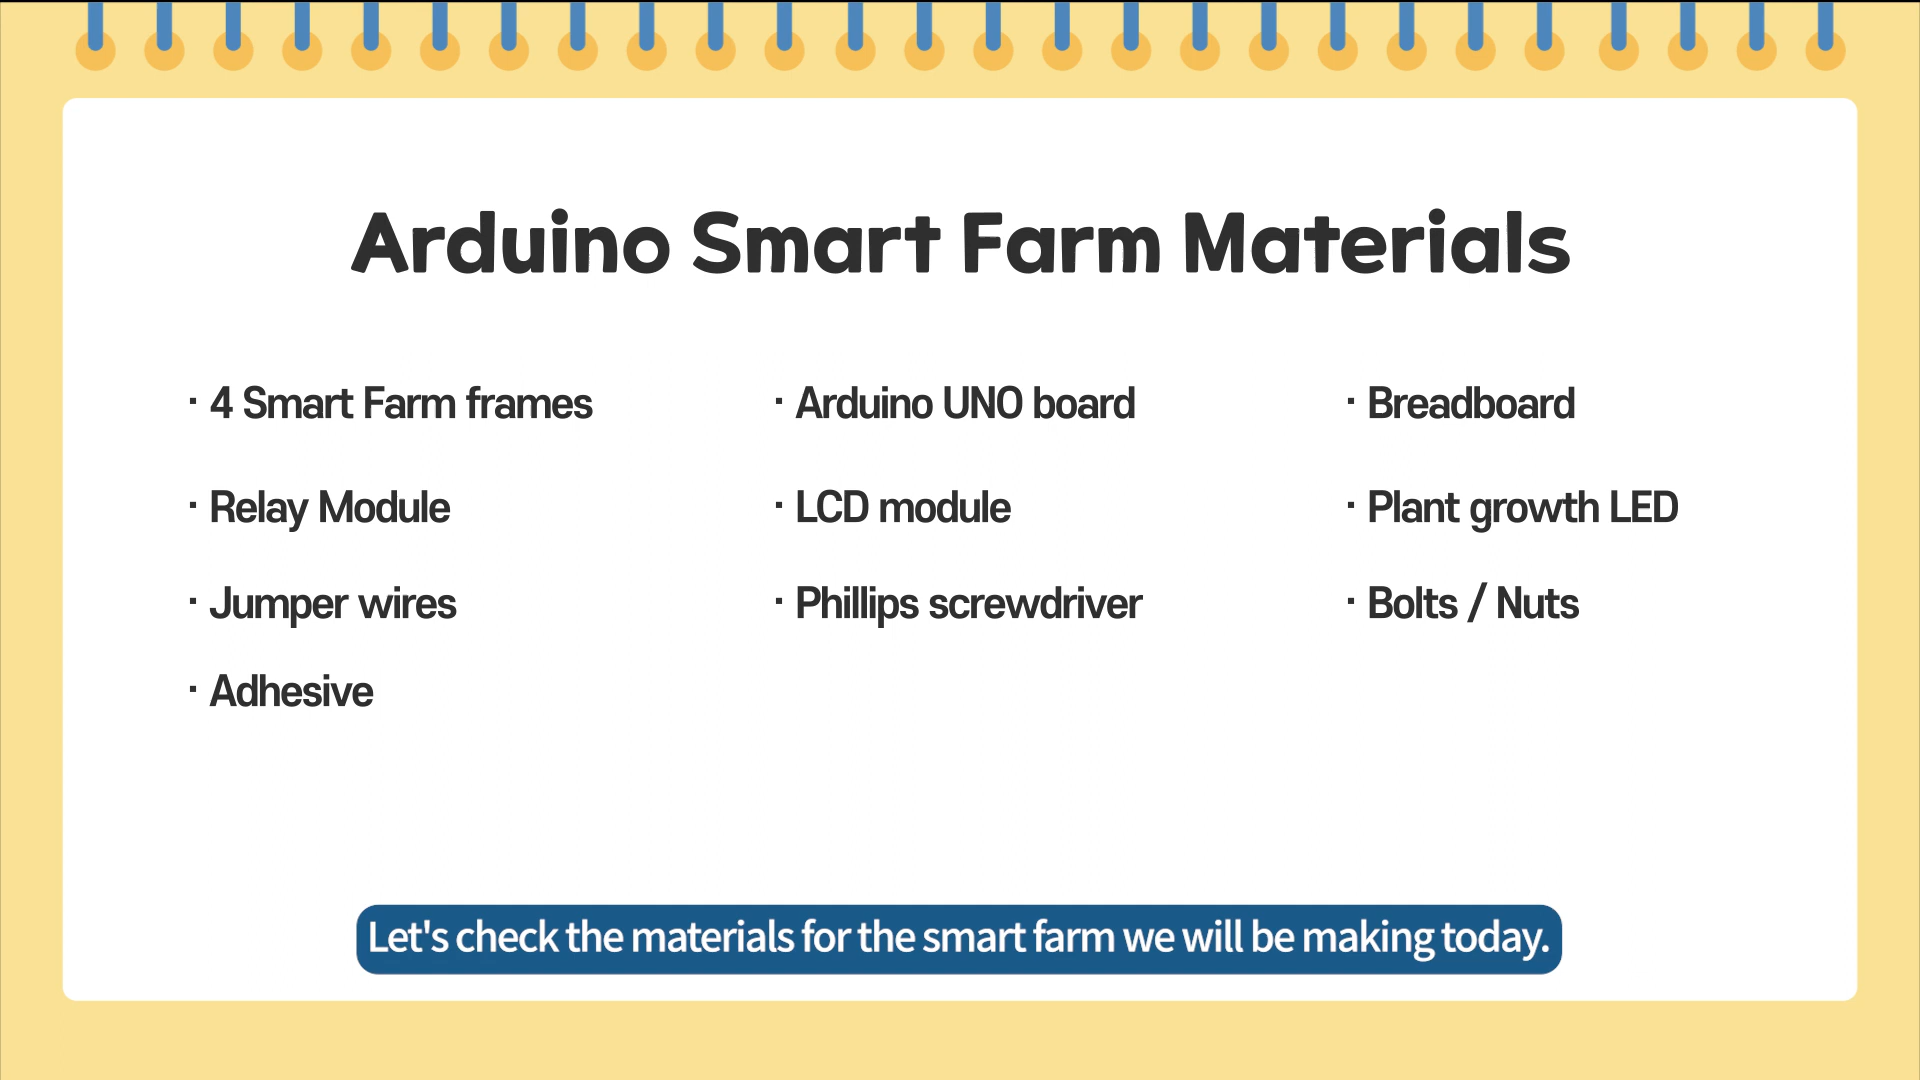 Arduino Smart Farm Materials
· 4 Smart Farm frames
· Arduino UNO board
· Breadboard
· Relay Module
· LCD module
· Plant growth LED
· Jumper wires
· Phillips screwdriver
· Bolts / Nuts
· Adhesive
Let's check the materials for the smart farm we will be making today.